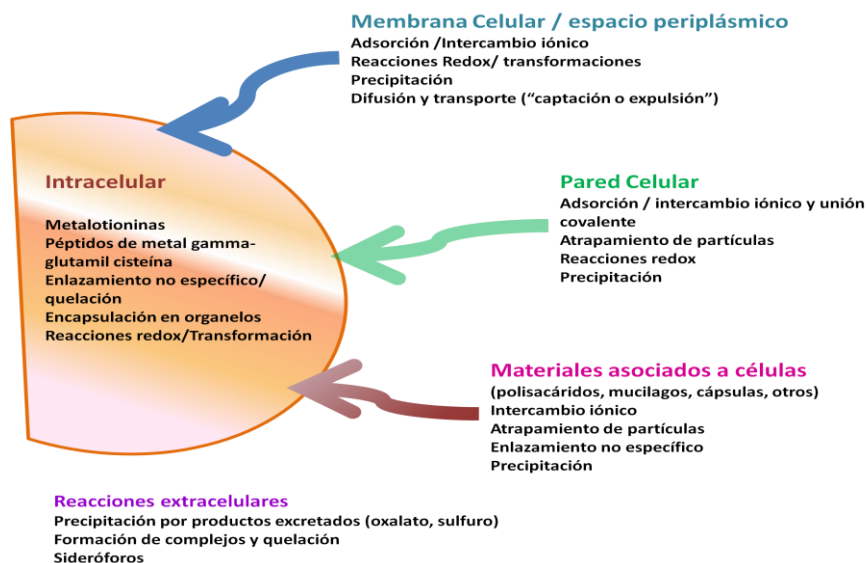 Membrana Celular / espacio periplásmico
Adsorción /Intercambio iónico
Reacciones Redox/ transformaciones
Precipitación
Difusión y transporte (“captación o expulsión”)
Intracelular
Metalotioninas
Péptidos de metal gamma-
glutamil cisteína
Enlazamiento no específico/
quelación
Encapsulación en organelos
Reacciones redox/Transformación
Pared Celular
Adsorción / intercambio iónico y unión
covalente
Atrapamiento de partículas
Reacciones redox
Precipitación
Materiales asociados a células
(polisacáridos, mucilagos, cápsulas, otros)
Intercambio iónico
Atrapamiento de partículas
Enlazamiento no específico
Precipitación
Reacciones extracelulares
Precipitación por productos excretados (oxalato, sulfuro)
Formación de complejos y quelación
Sideróforos